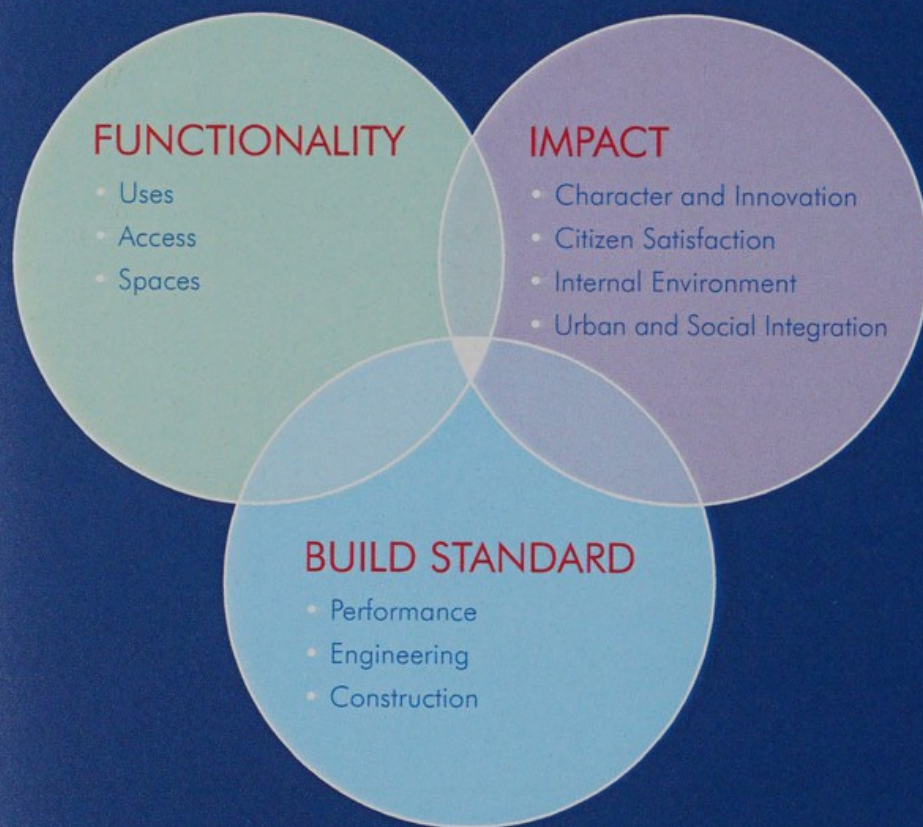 FUNCTIONALITY
• Uses
• Access
• Spaces
IMPACT
• Character and Innovation
• Citizen Satisfaction
• Internal Environment
• Urban and Social Integration
BUILD STANDARD
• Performance
• Engineering
• Construction